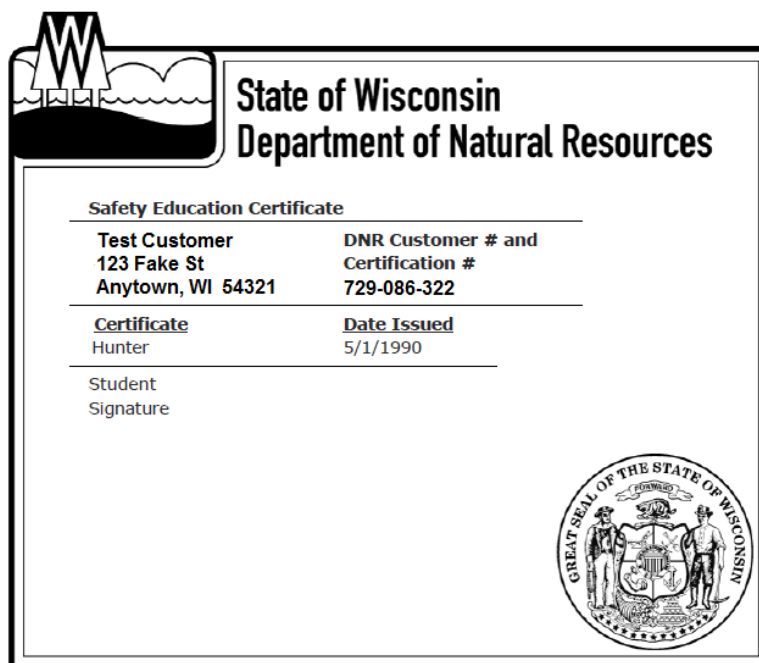 State of Wisconsin
Department of Natural Resources
Safety Education Certificate
Test Customer
123 Fake St
Anytown, WI 54321
DNR Customer # and
Certification #
729-086-322
Certificate
Hunter
Date Issued
5/1/1990
Student
Signature
GREAT SEAL OF THE STATE OF WISCONSIN
FORWARD